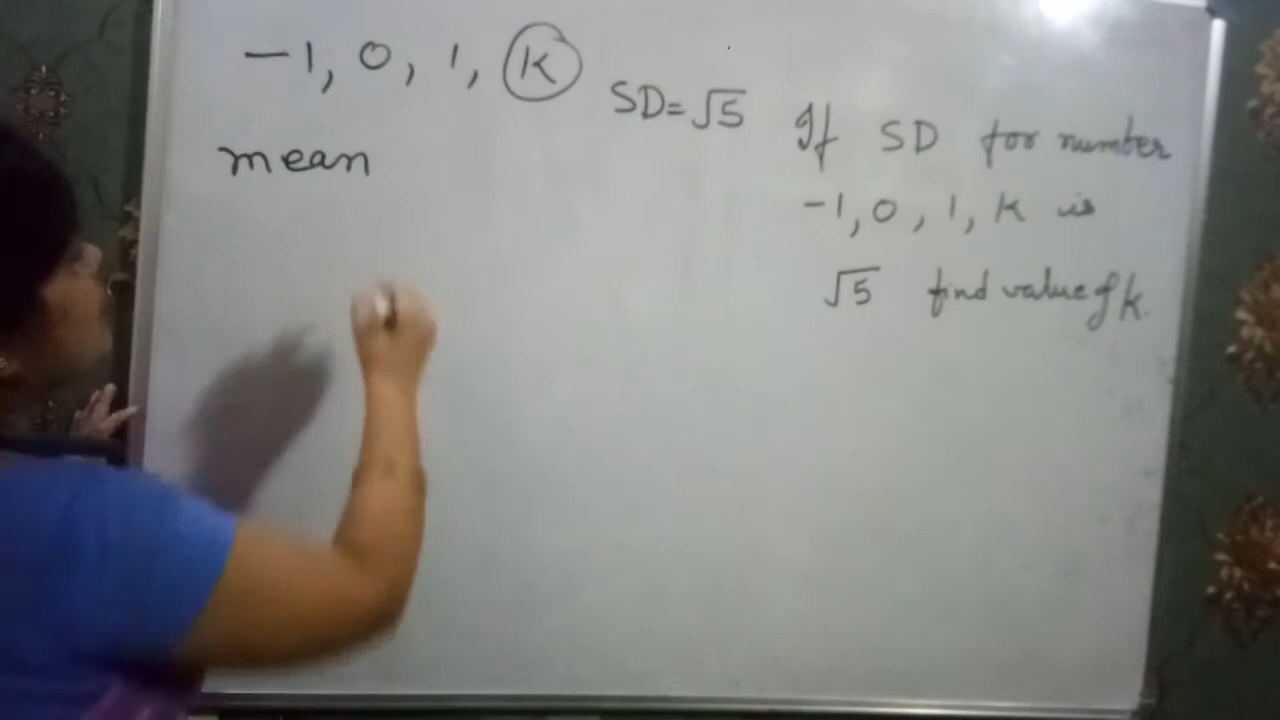 -1, 0, 1, K
SD=√5
mean
If SD for number
-1, 0, 1, K is
√5 find value of k.